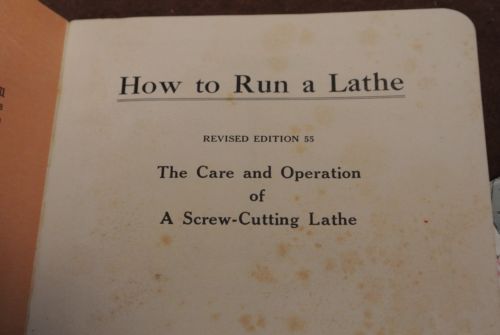 How to Run a Lathe
REVISED EDITION 55
The Care and Operation
of
A Screw-Cutting Lathe